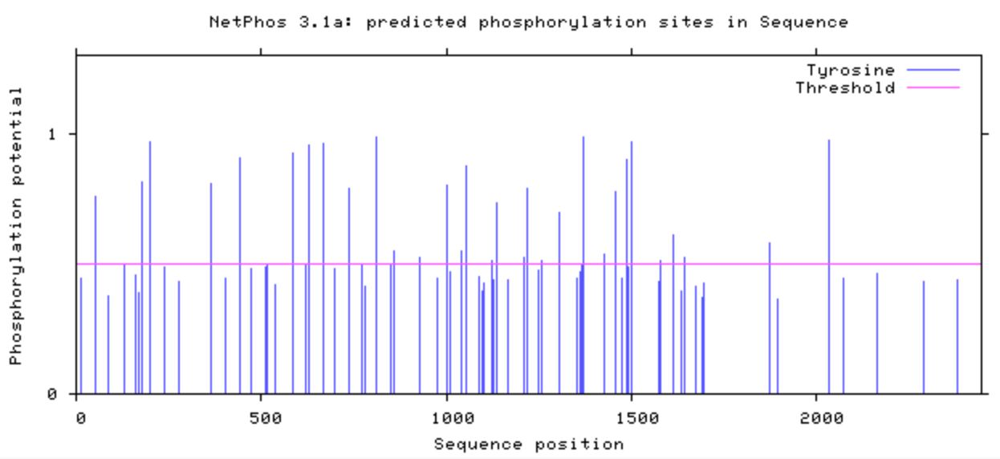 NetPhos 3.1a: predicted phosphorylation sites in Sequence
Tyrosine
Threshold
Phosphorylation potential
1
0
0 500 1000 1500 2000
Sequence position